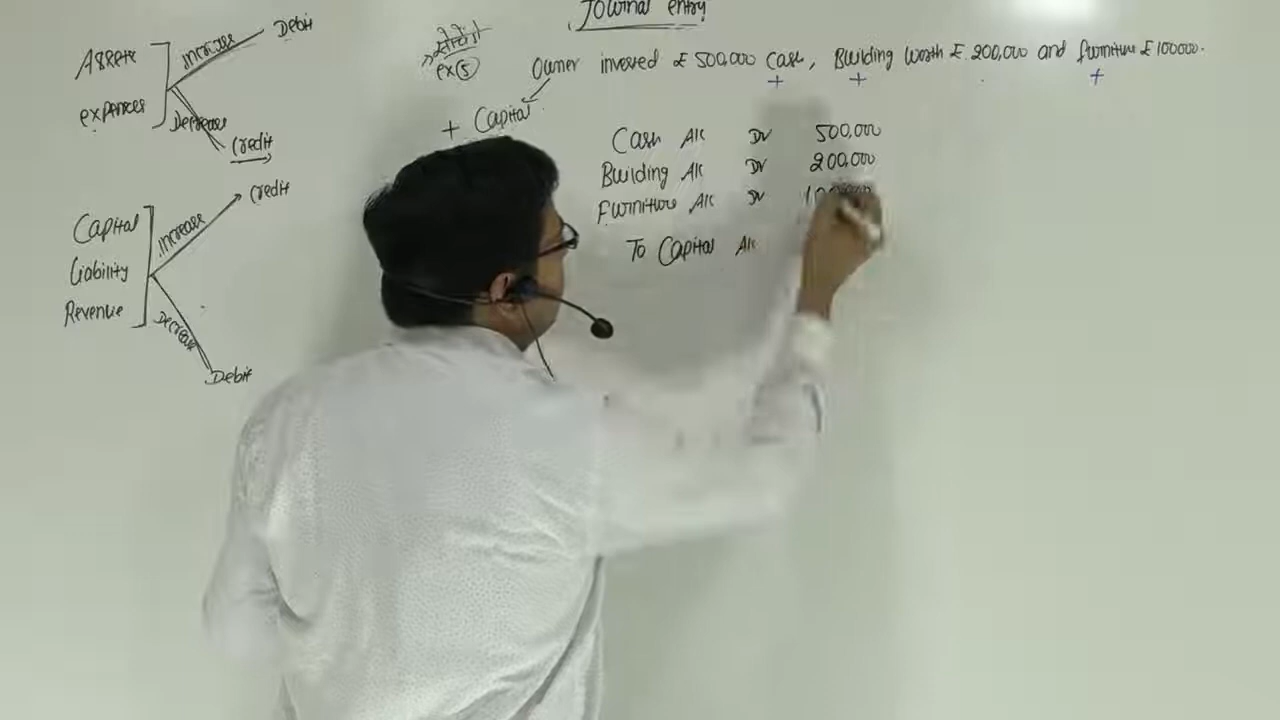 Journal entry
Assets
expences
Increase
Debit
Decrease
Credit
Capital
Liability
Revenue
Increase
Credit
Decrease
Debit
ex (5)
Owner invested £ 500,000 Cash, Building worth £ 200,000 and furniture £ 100000.
+ + +
+ Capital
Cash A/c Dr 500,000
Building A/c Dr 200,000
Furniture A/c Dr
To Capital A/c